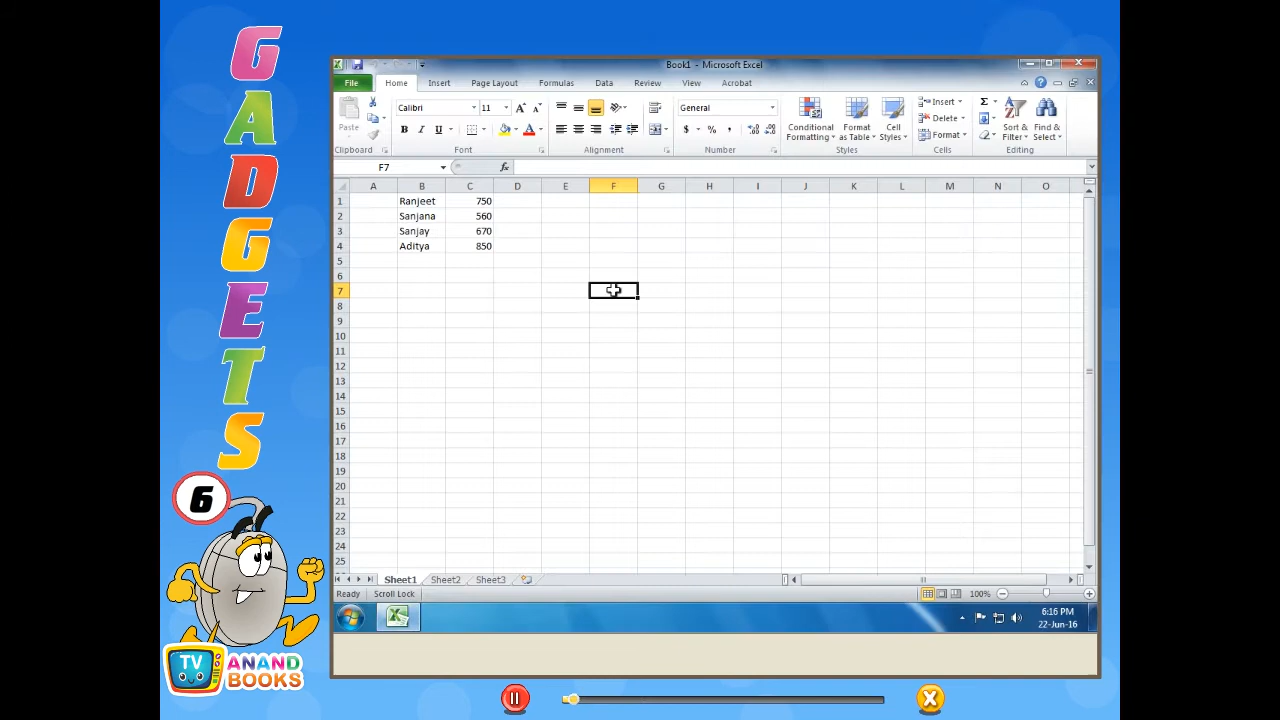 GADGETS
6
TV ANAND
BOOKS
Book1 - Microsoft Excel
File Home Insert Page Layout Formulas Data Review View Acrobat
Paste
Calibri 11
B I U A
General
$ % ,
Conditional
Formatting
Format
as Table
Cell
Styles
Insert
Delete
Format
Σ
Sort &
Filter
Find &
Select
Clipboard Font Alignment Number Styles Cells Editing
F7 fx
A B C D E F G H I J K L M N O
1 Ranjeet 750
2 Sanjana 560
3 Sanjay 670
4 Aditya 850
5
6
7
8
9
10
11
12
13
14
15
16
17
18
19
20
21
22
23
24
25
Sheet1 Sheet2 Sheet3
Ready Scroll Lock 100%
6:16 PM
22-Jun-16